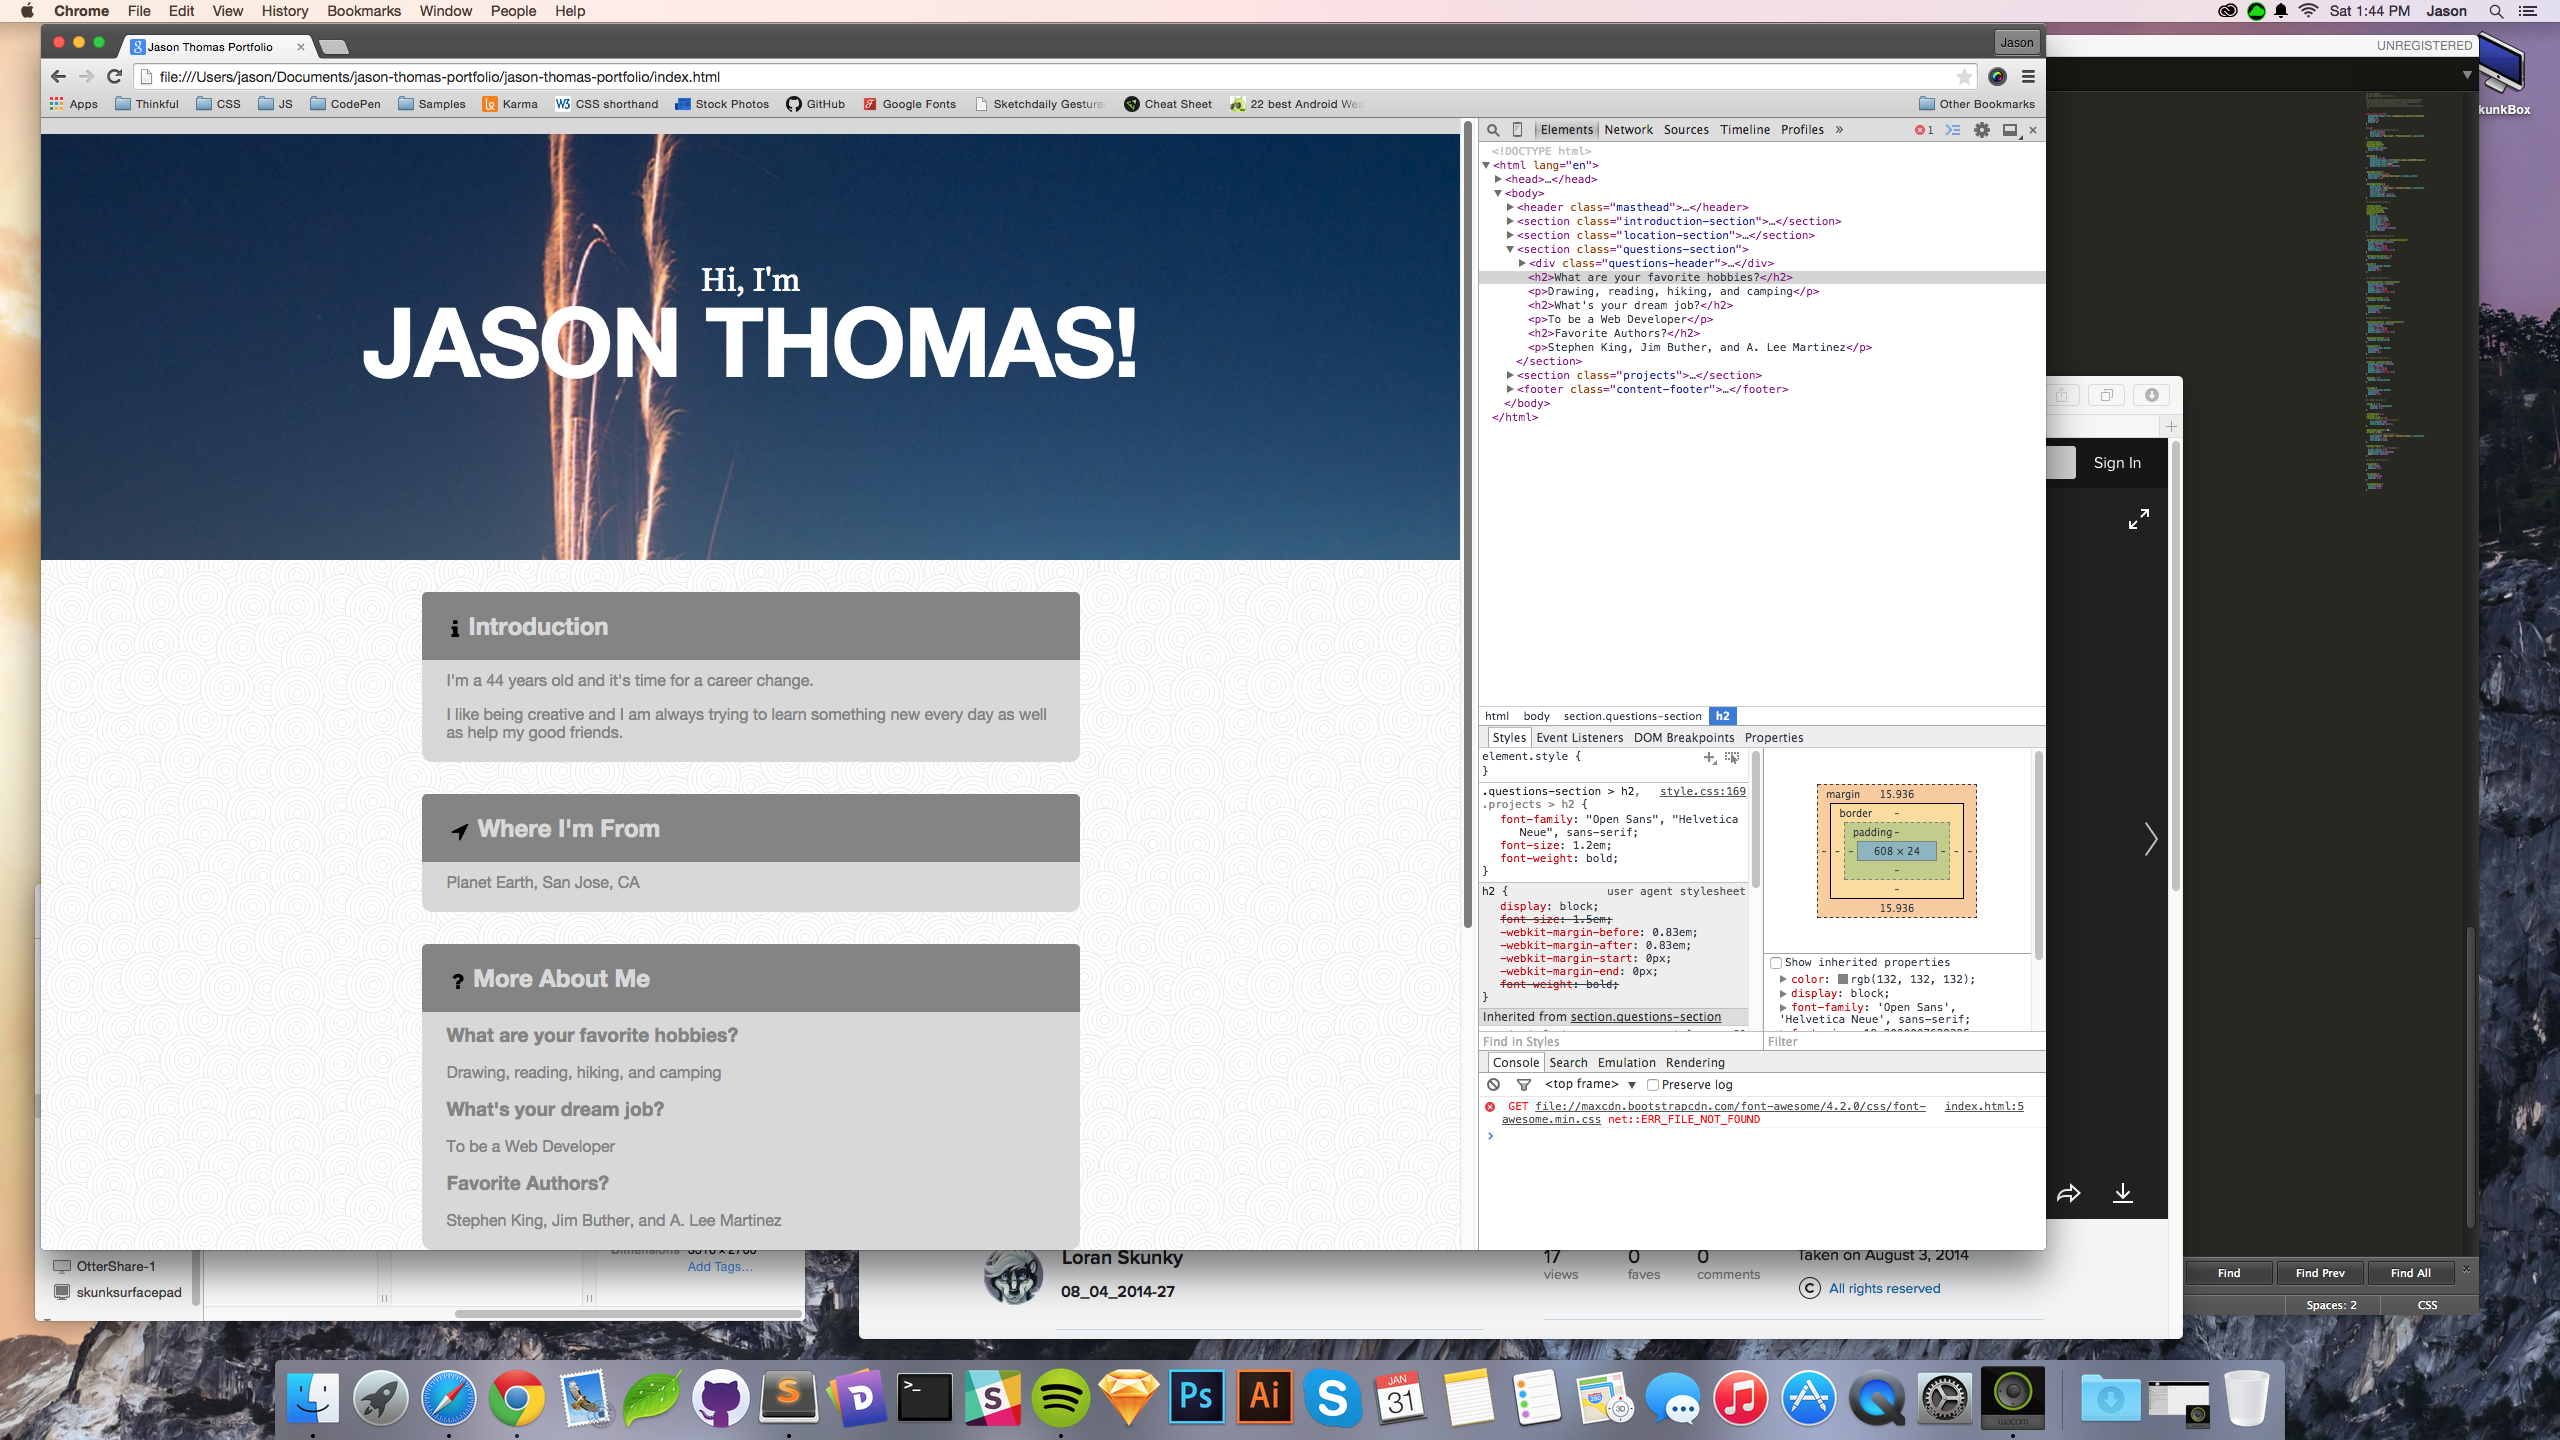 Chrome File Edit View History Bookmarks Window People Help
Sat 1:44 PM Jason
Jason Thomas Portfolio
Jason
UNREGISTERED
file:///Users/jason/Documents/jason-thomas-portfolio/jason-thomas-portfolio/index.html
Apps Thinkful CSS JS CodePen Samples Karma CSS shorthand Stock Photos GitHub Google Fonts Sketchdaily Gesture Cheat Sheet 22 best Android Wea Other Bookmarks
kunkBox
Hi, I'm
JASON THOMAS!
Introduction
I'm a 44 years old and it's time for a career change.
I like being creative and I am always trying to learn something new every day as well
as help my good friends.
Where I'm From
Planet Earth, San Jose, CA
? More About Me
What are your favorite hobbies?
Drawing, reading, hiking, and camping
What's your dream job?
To be a Web Developer
Favorite Authors?
Stephen King, Jim Buther, and A. Lee Martinez
Elements Network Sources Timeline Profiles » 1
<!DOCTYPE html>
<html lang="en">
<head>…</head>
<body>
<header class="masthead">…</header>
<section class="introduction-section">…</section>
<section class="location-section">…</section>
<section class="questions-section">
<div class="questions-header">…</div>
<h2>What are your favorite hobbies?</h2>
<p>Drawing, reading, hiking, and camping</p>
<h2>What's your dream job?</h2>
<p>To be a Web Developer</p>
<h2>Favorite Authors?</h2>
<p>Stephen King, Jim Buther, and A. Lee Martinez</p>
</section>
<section class="projects">…</section>
<footer class="content-footer">…</footer>
</body>
</html>
html body section.questions-section h2
Styles Event Listeners DOM Breakpoints Properties
element.style {
}
.questions-section > h2, style.css:169
.projects > h2 {
font-family: "Open Sans", "Helvetica
Neue", sans-serif;
font-size: 1.2em;
font-weight: bold;
}
h2 { user agent stylesheet
display: block;
font-size: 1.5em;
-webkit-margin-before: 0.83em;
-webkit-margin-after: 0.83em;
-webkit-margin-start: 0px;
-webkit-margin-end: 0px;
font-weight: bold;
}
Inherited from section.questions-section
Find in Styles
margin 15.936
border -
padding -
- - - 608 × 24 - - -
-
-
15.936
Show inherited properties
color: rgb(132, 132, 132);
display: block;
font-family: 'Open Sans',
'Helvetica Neue', sans-serif;
Filter
Console Search Emulation Rendering
<top frame> Preserve log
GET file://maxcdn.bootstrapcdn.com/font-awesome/4.2.0/css/font- index.html:5
awesome.min.css net::ERR_FILE_NOT_FOUND
Sign In
OtterShare-1
skunksurfacepad
Dimensions
Add Tags…
Loran Skunky
08_04_2014-27
17 0 0
views faves comments
Taken on August 3, 2014
All rights reserved
Find Find Prev Find All
Spaces: 2 CSS
Ps Ai
JAN
31
3D
wacom